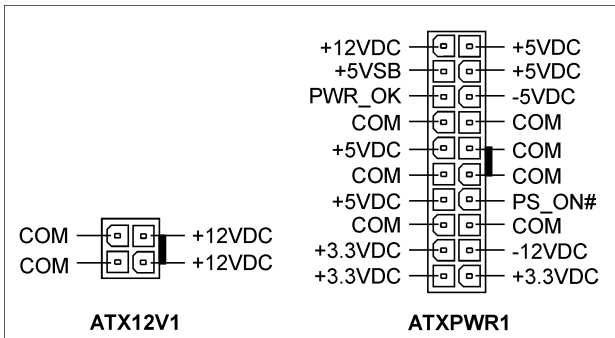 +12VDC +5VDC
+5VSB +5VDC
PWR_OK -5VDC
COM COM
+5VDC COM
COM COM
+5VDC PS_ON#
COM COM
+3.3VDC -12VDC
+3.3VDC +3.3VDC
COM +12VDC
COM +12VDC
ATX12V1 ATXPWR1